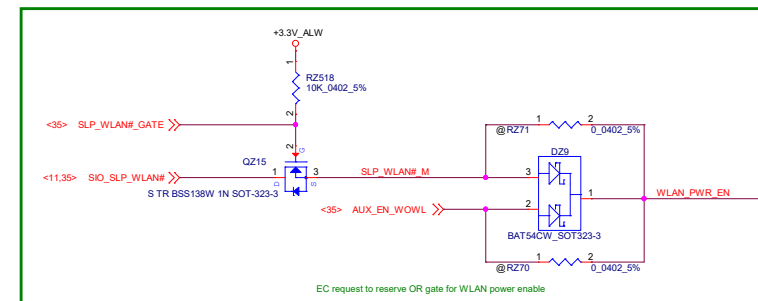 +3.3V_ALW
1
RZ518
10K_0402_5%
2
<35> SLP_WLAN#_GATE
1 2
@RZ71 0_0402_5%
2 G
QZ15
DZ9
<11,35> SIO_SLP_WLAN# 1 3 SLP_WLAN#_M 3
D S
S TR BSS138W 1N SOT-323-3
1 WLAN_PWR_EN
<35> AUX_EN_WOWL 2
BAT54CW_SOT323-3
1 2
@RZ70 0_0402_5%
EC request to reserve OR gate for WLAN power enable